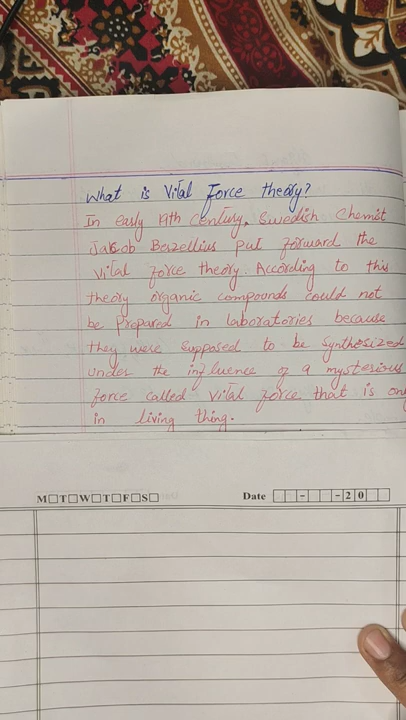 What is Vital Force theory?
In early 19th Century, Swedish Chemist
Jakob Berzellius put forward the
Vital force theory. According to this
theory organic compounds could not
be Prepared in laboratories because
they were supposed to be synthesized
under the influence of a mysterious
force called vital force that is on
in living thing.
M□T□W□T□F□S□ Date - -20